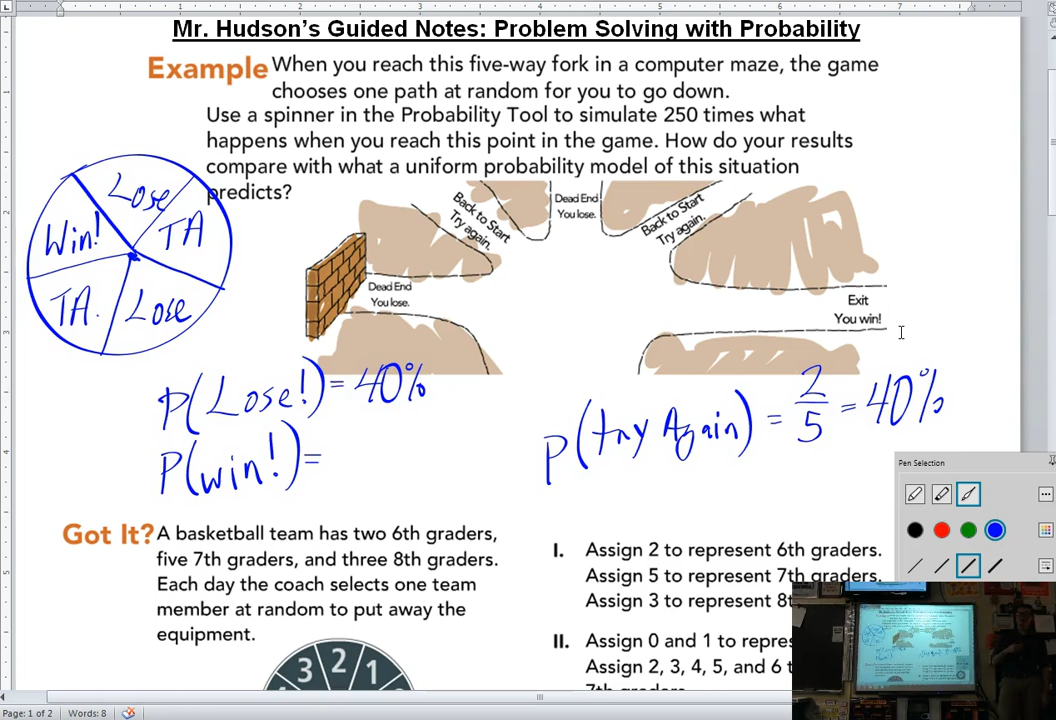 1 2 3 4 5 6 7
Mr. Hudson's Guided Notes: Problem Solving with Probability
Example When you reach this five-way fork in a computer maze, the game
chooses one path at random for you to go down.
Use a spinner in the Probability Tool to simulate 250 times what
happens when you reach this point in the game. How do your results
compare with what a uniform probability model of this situation
predicts?
Lose
Win!
TA
TA.
Lose
Back to Start
Try again.
Dead End
You lose.
Back to Start
Try again.
Dead End
You lose.
Exit
You win!
P(Lose!) = 40%
P(win!) =
P(try Again) = 2/5 = 40%
Pen Selection
Got It? A basketball team has two 6th graders,
five 7th graders, and three 8th graders.
Each day the coach selects one team
member at random to put away the
equipment.
3 2 1
I. Assign 2 to represent 6th graders.
Assign 5 to represent 7th graders.
Assign 3 to represent 8t
II. Assign 0 and 1 to repres
Assign 2, 3, 4, 5, and 6 t
7th graders
Page: 1 of 2 Words: 8